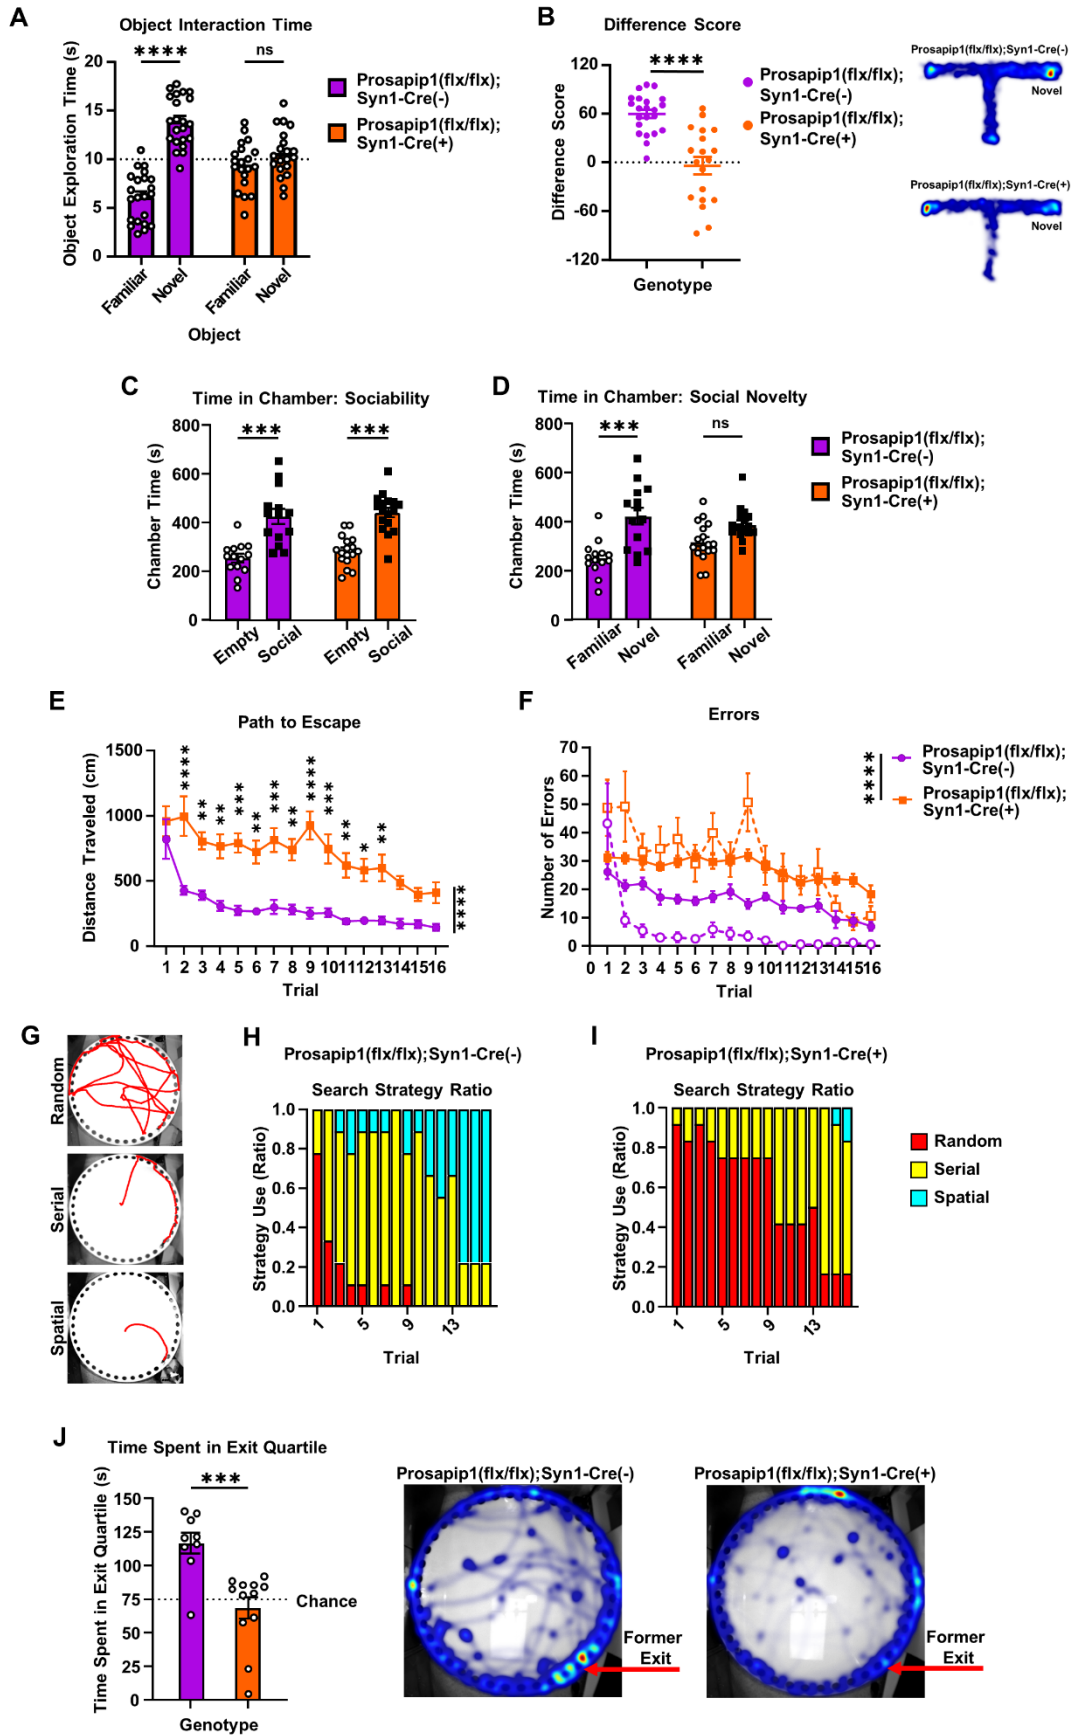 A
Object Interaction Time
Object Exploration Time (s)
20
15
10
5
0
****
ns
Familiar
Novel
Familiar
Novel
Object
Prosapip1(flx/flx);
Syn1-Cre(-)
Prosapip1(flx/flx);
Syn1-Cre(+)
B
Difference Score
Difference Score
120
60
0
-60
-120
****
Genotype
Prosapip1(flx/flx);
Syn1-Cre(-)
Prosapip1(flx/flx);
Syn1-Cre(+)
Prosapip1(flx/flx);Syn1-Cre(-)
Novel
Prosapip1(flx/flx);Syn1-Cre(+)
Novel
C
Time in Chamber: Sociability
Chamber Time (s)
800
600
400
200
0
***
***
Empty
Social
Empty
Social
D
Time in Chamber: Social Novelty
Chamber Time (s)
800
600
400
200
0
***
ns
Familiar
Novel
Familiar
Novel
Prosapip1(flx/flx);
Syn1-Cre(-)
Prosapip1(flx/flx);
Syn1-Cre(+)
E
Path to Escape
Distance Traveled (cm)
1500
1000
500
0
****
**
**
***
**
***
**
****
***
**
*
**
****
1 2 3 4 5 6 7 8 9 10 11 12 13 14 15 16
Trial
F
Errors
Number of Errors
70
60
50
40
30
20
10
0
0 1 2 3 4 5 6 7 8 9 10 11 12 13 14 15 16
Trial
****
Prosapip1(flx/flx);
Syn1-Cre(-)
Prosapip1(flx/flx);
Syn1-Cre(+)
G
Random
Serial
Spatial
H
Prosapip1(flx/flx);Syn1-Cre(-)
Search Strategy Ratio
Strategy Use (Ratio)
1.0
0.8
0.6
0.4
0.2
0.0
1
5
9
13
Trial
I
Prosapip1(flx/flx);Syn1-Cre(+)
Search Strategy Ratio
Strategy Use (Ratio)
1.0
0.8
0.6
0.4
0.2
0.0
1
5
9
13
Trial
Random
Serial
Spatial
J
Time Spent in Exit Quartile
Time Spent in Exit Quartile (s)
150
125
100
75
50
25
0
***
Chance
Genotype
Prosapip1(flx/flx);Syn1-Cre(-)
Former
Exit
Prosapip1(flx/flx);Syn1-Cre(+)
Former
Exit